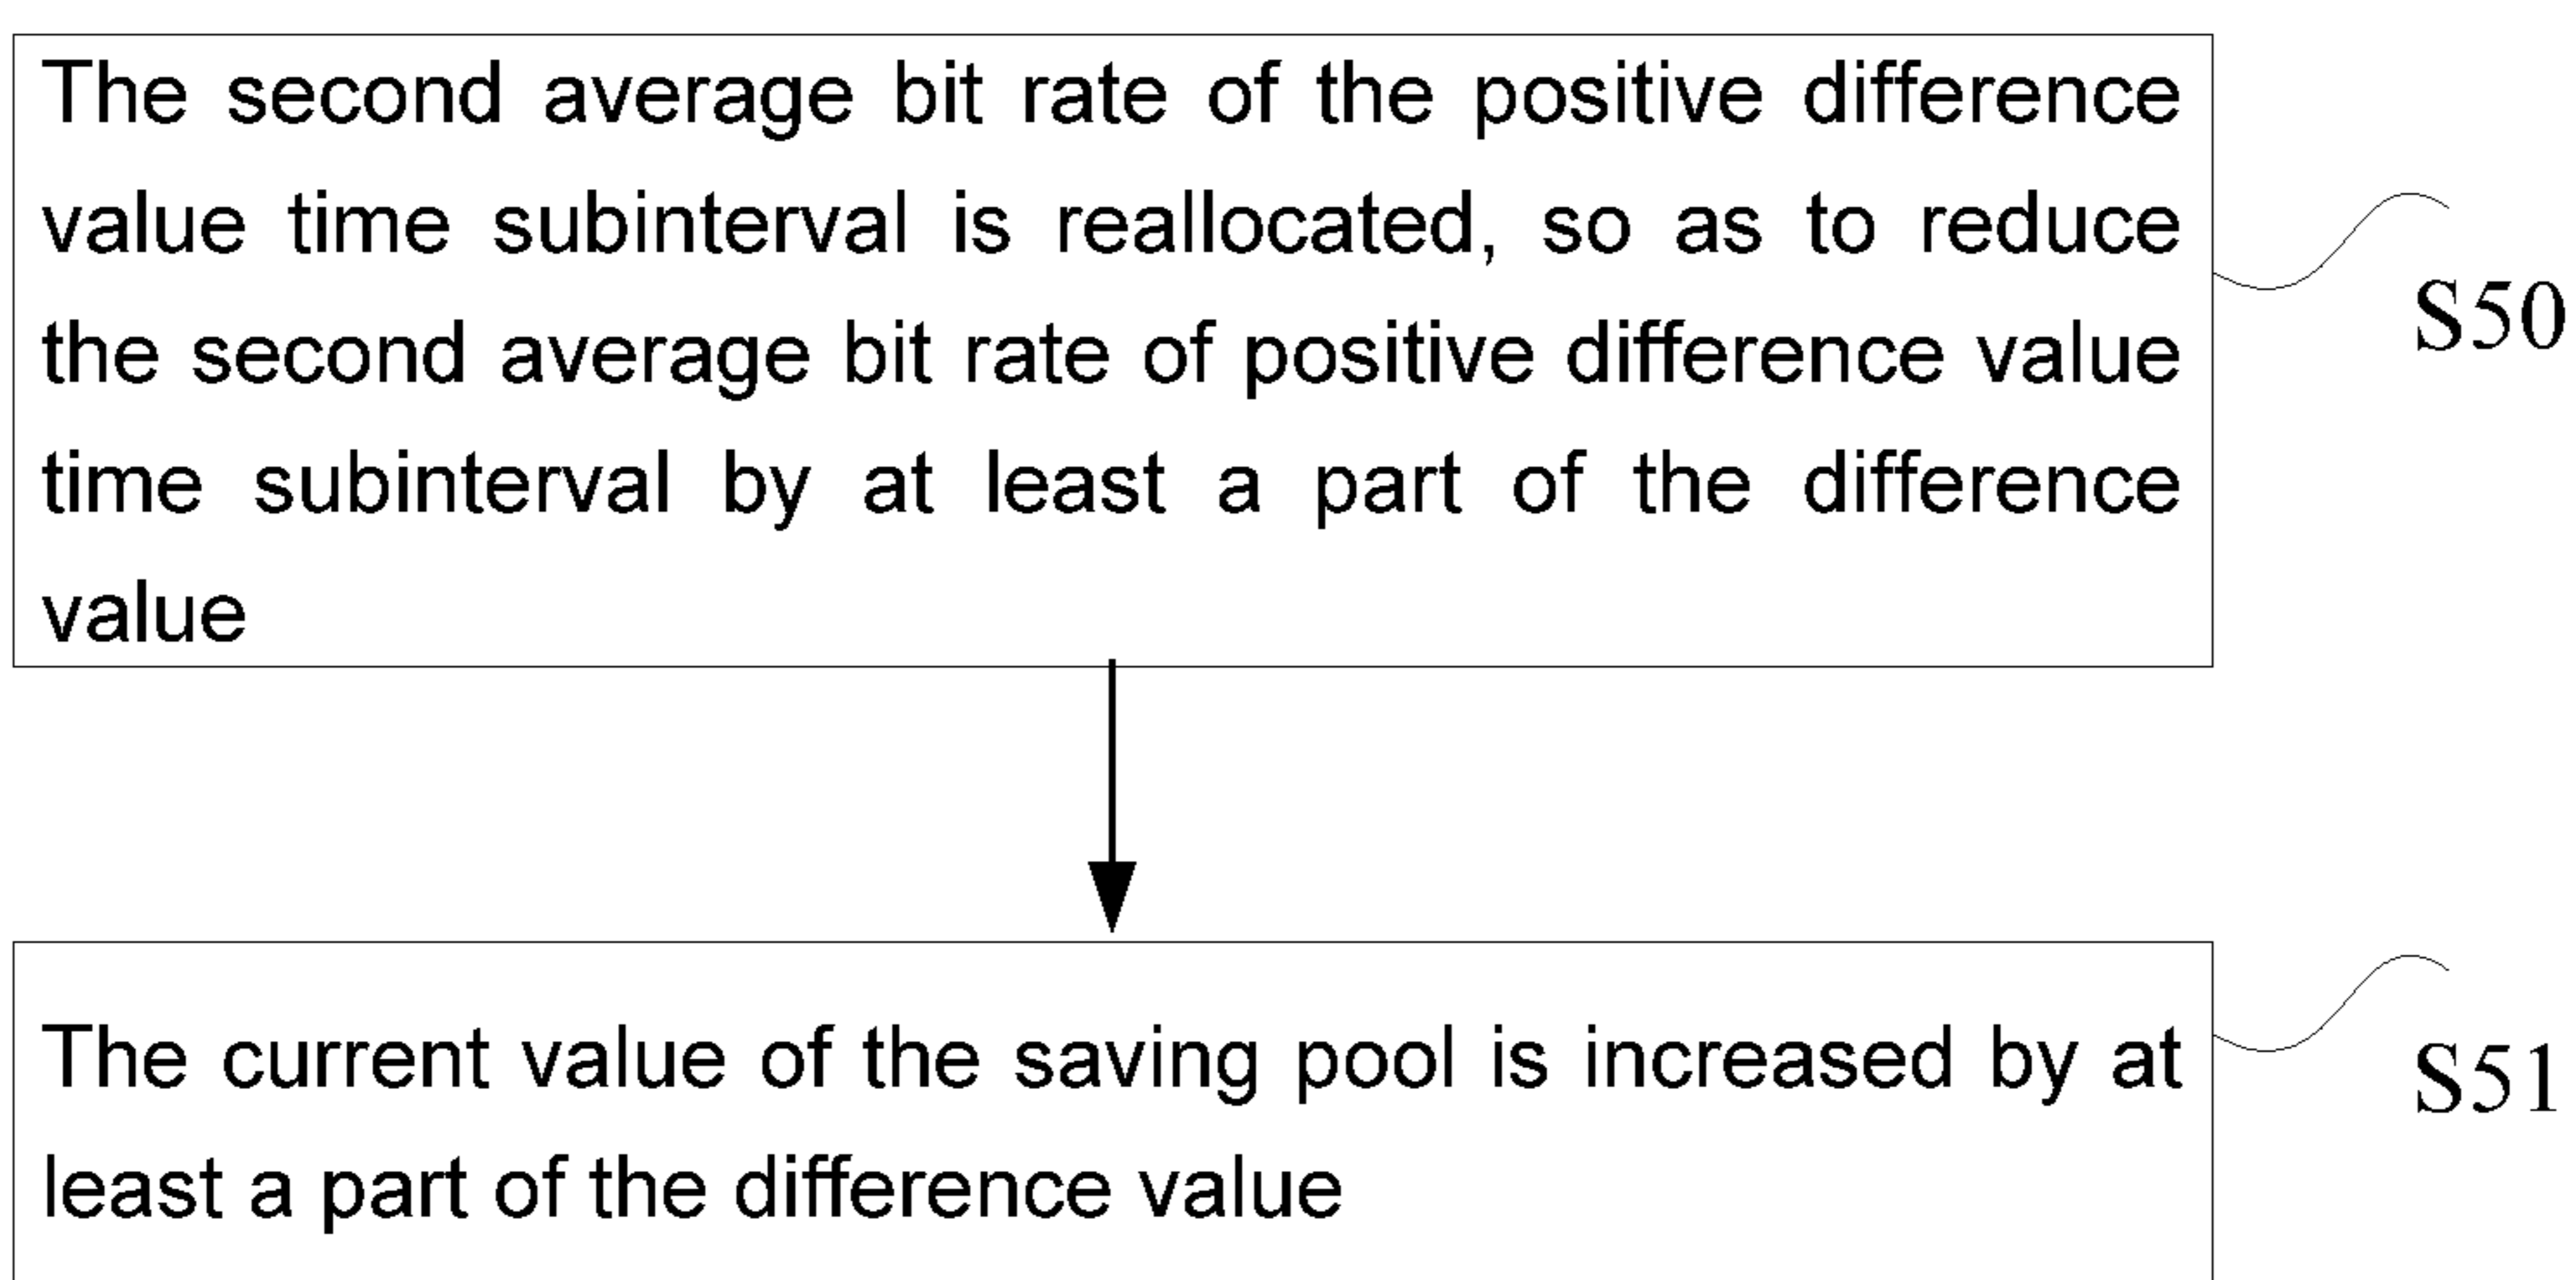 The second average bit rate of the positive difference
value time subinterval is reallocated, so as to reduce
the second average bit rate of positive difference value
time subinterval by at least a part of the difference
value
S50
The current value of the saving pool is increased by at
least a part of the difference value
S51